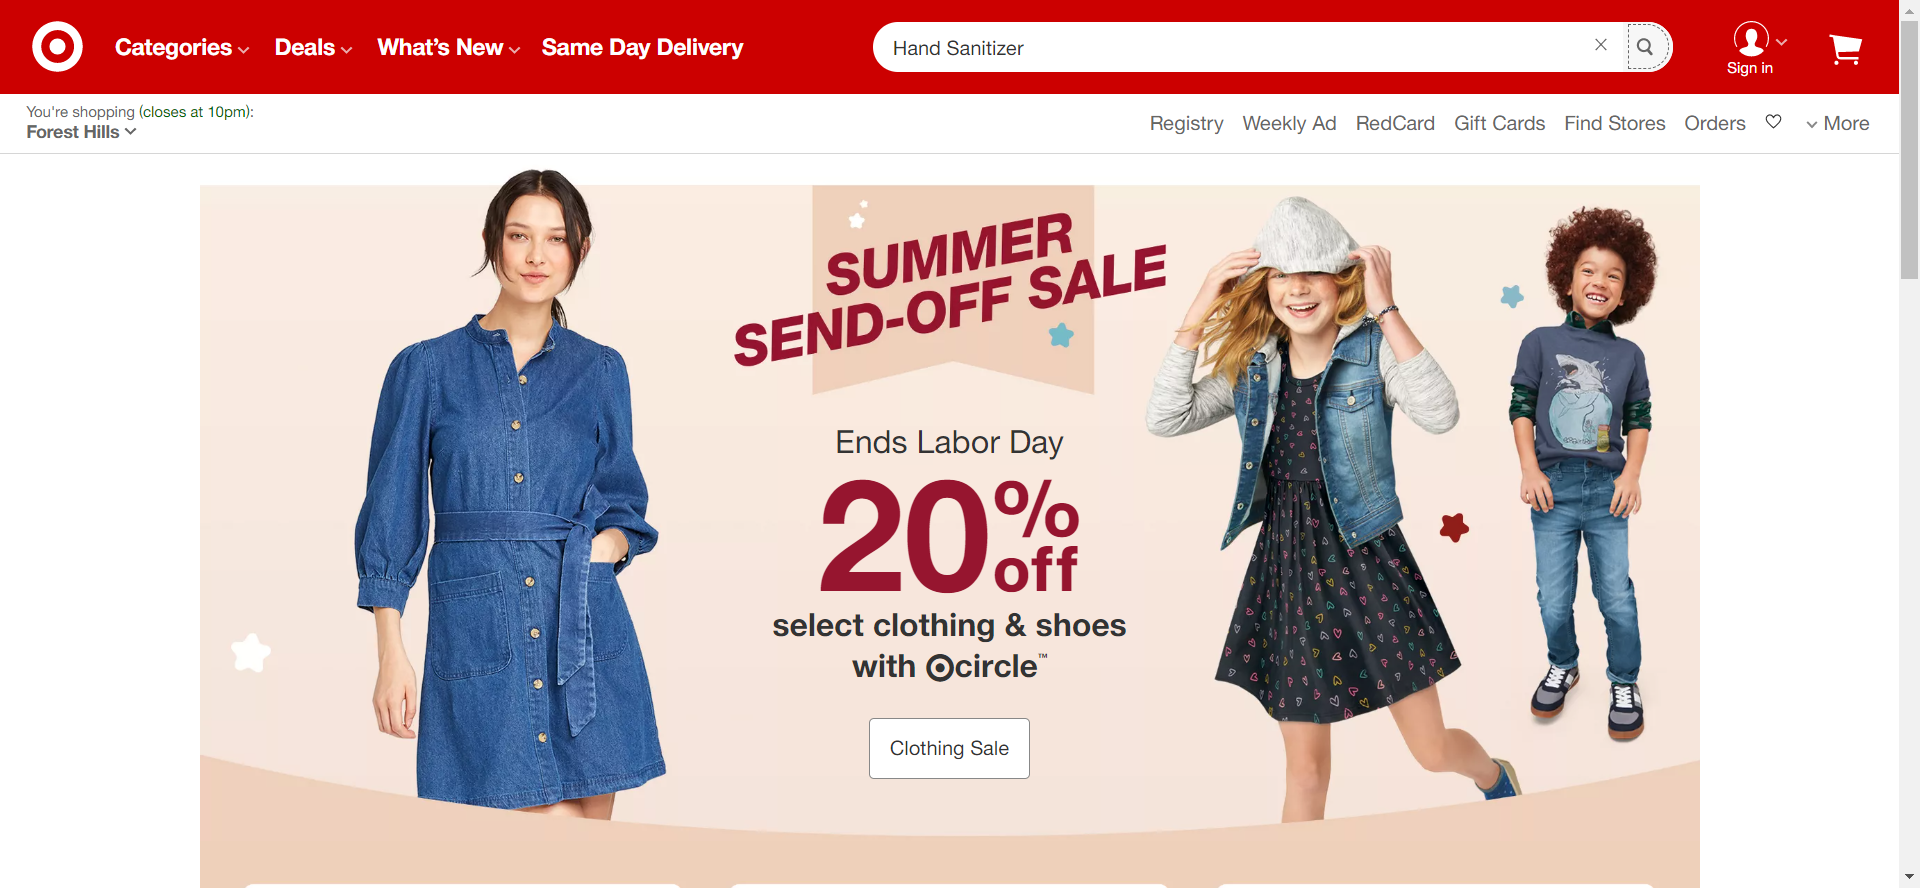 Categories
Deals
What's New
Same Day Delivery
Hand Sanitizer
Sign in
You're shopping (closes at 10pm):
Forest Hills
Registry
Weekly Ad
RedCard
Gift Cards
Find Stores
Orders
More
SUMMER
SEND-OFF SALE
Ends Labor Day
20% off
select clothing & shoes
with circle™
Clothing Sale